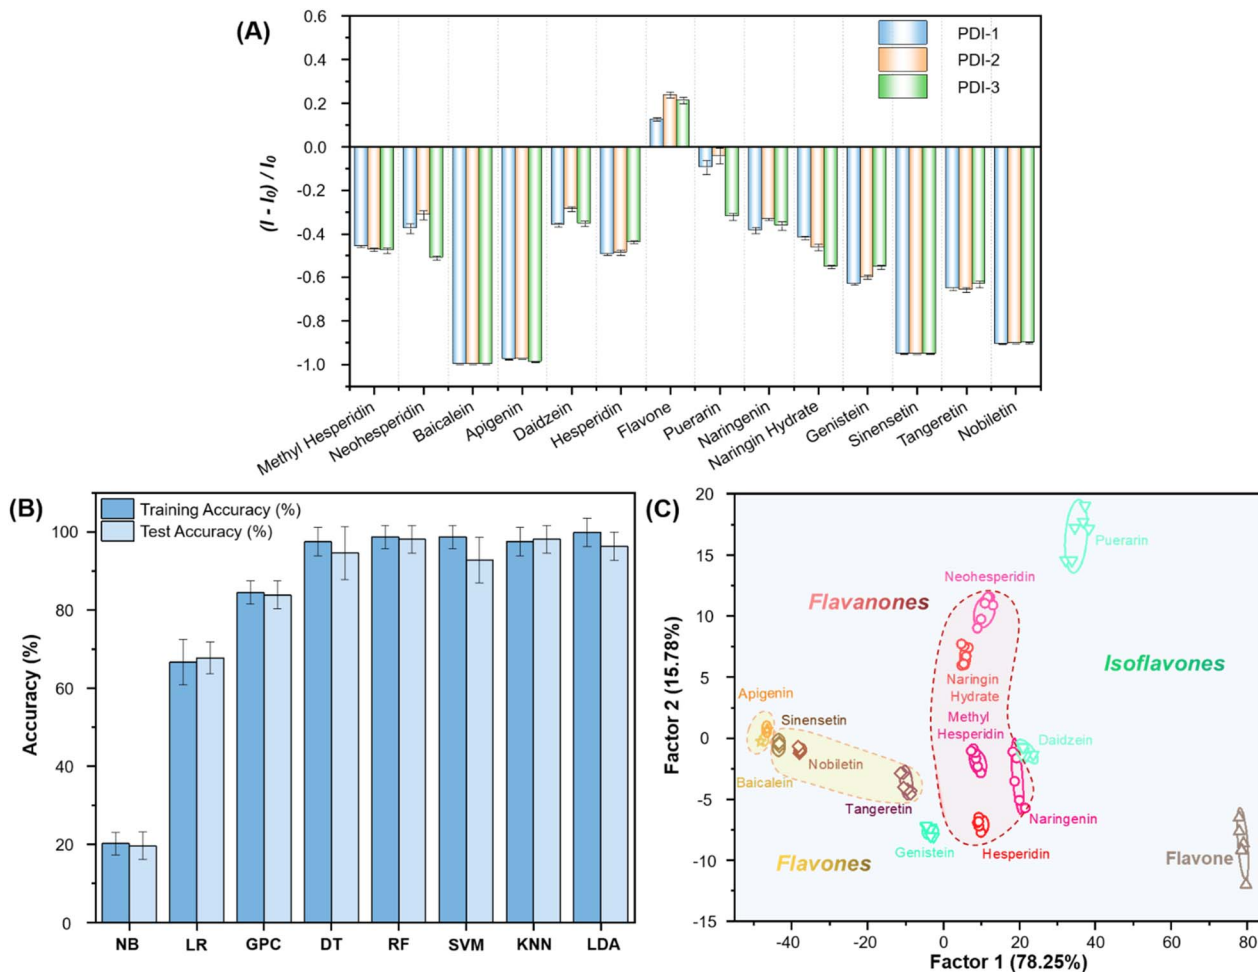 (A)
0.6
0.4
0.2
0.0
-0.2
-0.4
-0.6
-0.8
-1.0
(I - I0) / I0
PDI-1
PDI-2
PDI-3
Methyl Hesperidin
Neohesperidin
Baicalein
Apigenin
Daidzein
Hesperidin
Flavone
Puerarin
Naringenin
Naringin Hydrate
Genistein
Sinensetin
Tangeretin
Nobiletin
(B)
Training Accuracy (%)
Test Accuracy (%)
100
80
60
40
20
0
Accuracy (%)
NB LR GPC DT RF SVM KNN LDA
(C)
20
15
10
5
0
-5
-10
-15
Factor 2 (15.78%)
Puerarin
Neohesperidin
Flavanones
Isoflavones
Naringin
Hydrate
Apigenin
Sinensetin
Methyl
Hesperidin
Daidzein
Nobiletin
Baicalein
Tangeretin
Naringenin
Genistein
Hesperidin
Flavones
Flavone
-40 -20 0 20 40 60 80
Factor 1 (78.25%)